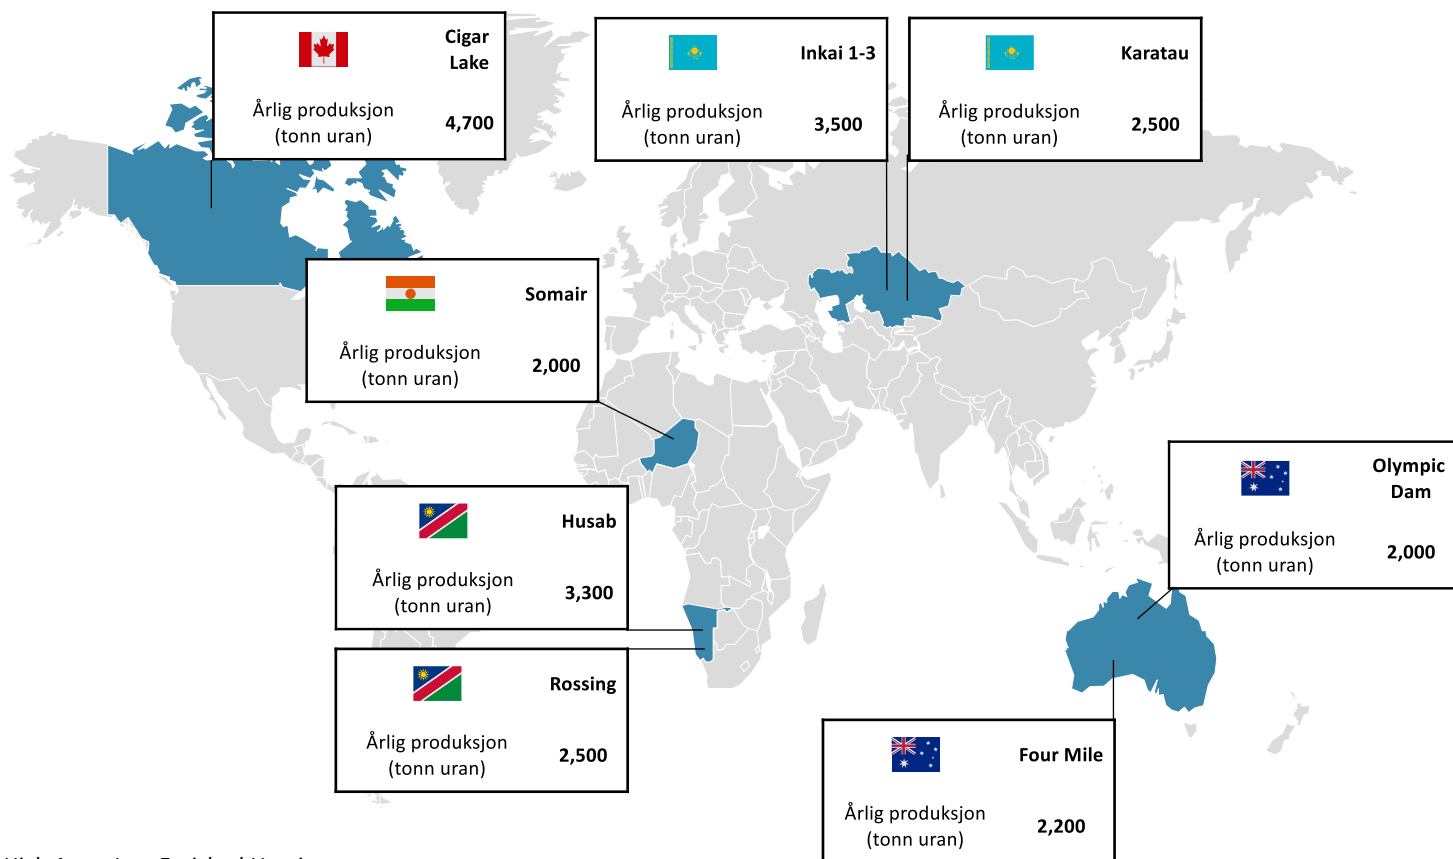 Cigar
Lake
Årlig produksjon
(tonn uran)
4,700
Inkai 1-3
Årlig produksjon
(tonn uran)
3,500
Karatau
Årlig produksjon
(tonn uran)
2,500
Somair
Årlig produksjon
(tonn uran)
2,000
Olympic
Dam
Årlig produksjon
(tonn uran)
2,000
Husab
Årlig produksjon
(tonn uran)
3,300
Rossing
Årlig produksjon
(tonn uran)
2,500
Four Mile
Årlig produksjon
(tonn uran)
2,200